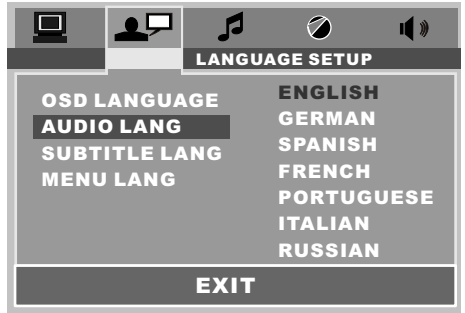 LANGUAGE SETUP
OSD LANGUAGE
AUDIO LANG
SUBTITLE LANG
MENU LANG
ENGLISH
GERMAN
SPANISH
FRENCH
PORTUGUESE
ITALIAN
RUSSIAN
EXIT